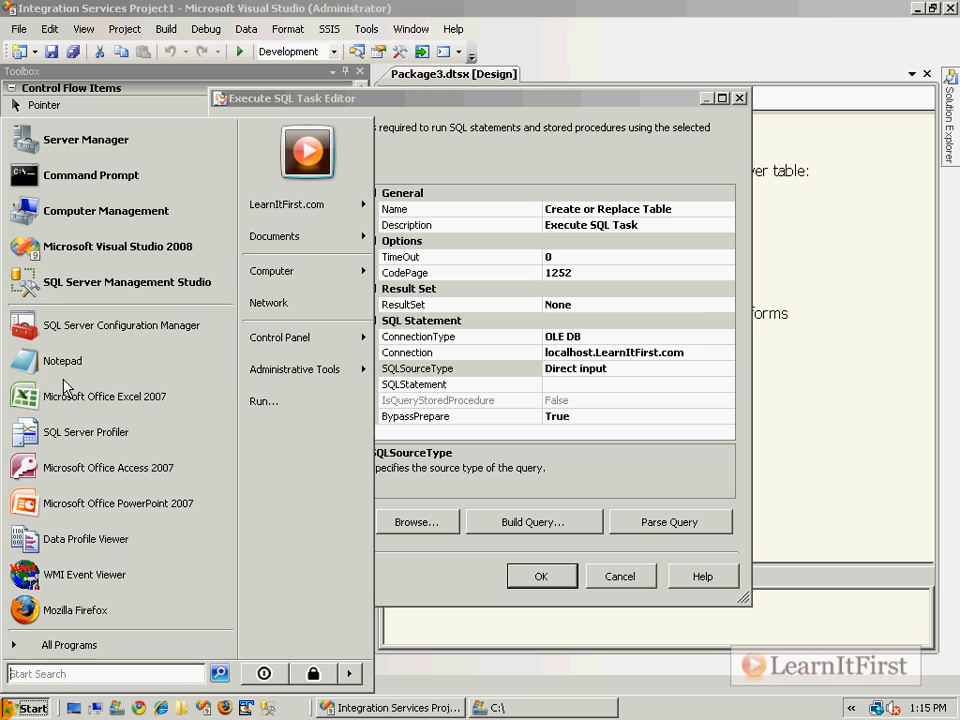 Integration Services Project1 - Microsoft Visual Studio (Administrator)
File Edit View Project Build Debug Data Format SSIS Tools Window Help
Development
Toolbox
Package3.dtsx [Design]
Control Flow Items
Pointer
Execute SQL Task Editor
Solution Explorer
s required to run SQL statements and stored procedures using the selected
Server Manager
Command Prompt
Computer Management
Microsoft Visual Studio 2008
SQL Server Management Studio
SQL Server Configuration Manager
Notepad
Microsoft Office Excel 2007
SQL Server Profiler
Microsoft Office Access 2007
Microsoft Office PowerPoint 2007
Data Profile Viewer
WMI Event Viewer
Mozilla Firefox
All Programs
Start Search
LearnItFirst.com
Documents
Computer
Network
Control Panel
Administrative Tools
Run...
General
Name Create or Replace Table
Description Execute SQL Task
Options
TimeOut 0
CodePage 1252
Result Set
ResultSet None
SQL Statement
ConnectionType OLE DB
Connection localhost.LearnItFirst.com
SQLSourceType Direct input
SQLStatement
IsQueryStoredProcedure False
BypassPrepare True
SQLSourceType
pecifies the source type of the query.
Browse... Build Query... Parse Query
OK Cancel Help
ver table:
forms
LearnItFirst
Start
Integration Services Proj...
C:\
« 1:15 PM